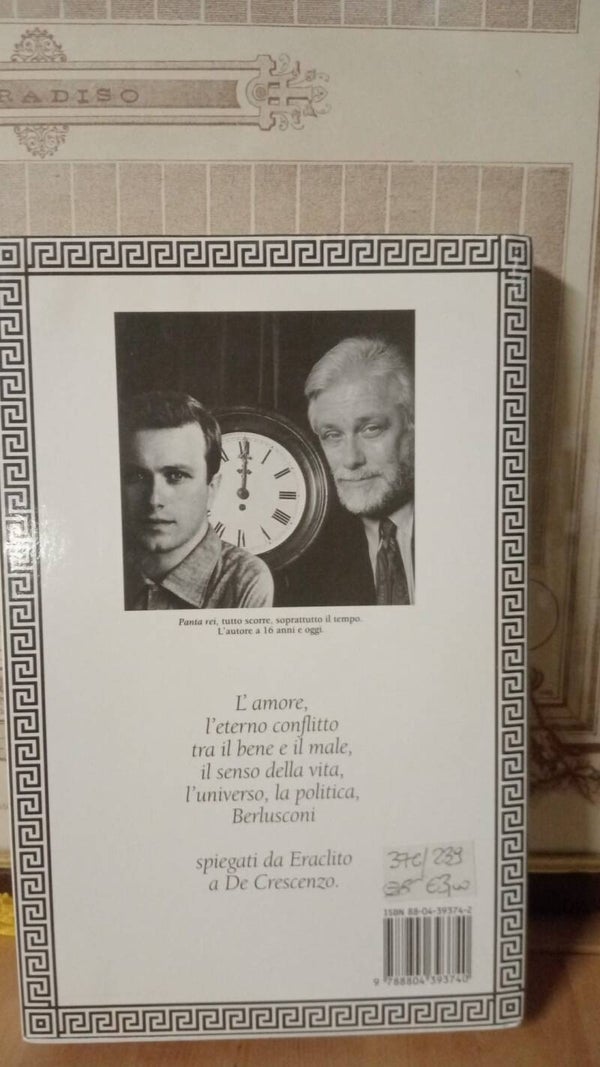 RADISO
Panta rei, tutto scorre, soprattutto il tempo.
L'autore a 16 anni e oggi.
L'amore,
l'eterno conflitto
tra il bene e il male,
il senso della vita,
l'universo, la politica,
Berlusconi
spiegati da Eraclito
a De Crescenzo.
ISBN 88-04-39374-2
9 788804 393740